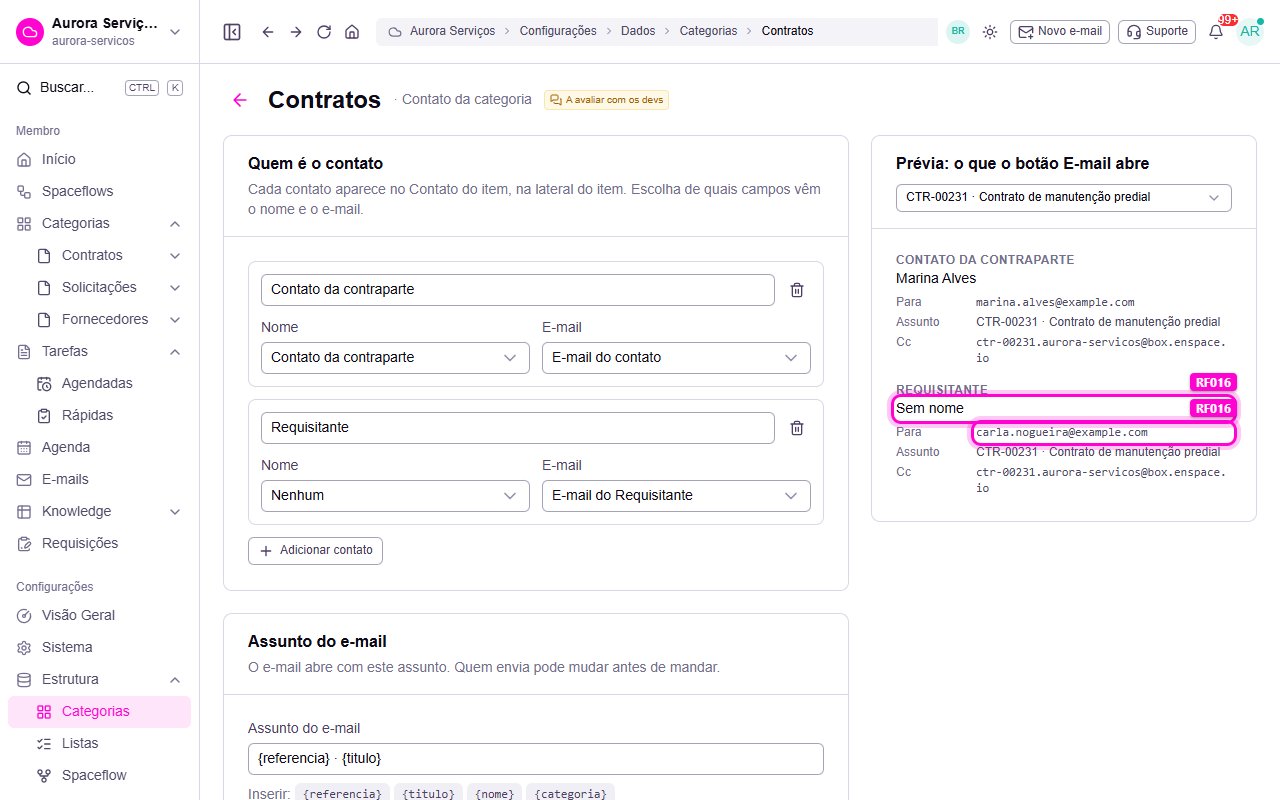 Aurora Serviç...
aurora-servicos
Aurora Serviços
Configurações
Dados
Categorias
Contratos
BR
Novo e-mail
Suporte
99+
AR
Buscar...
CTRL
K
Membro
Início
Spaceflows
Categorias
Contratos
Solicitações
Fornecedores
Tarefas
Agendadas
Rápidas
Agenda
E-mails
Knowledge
Requisições
Configurações
Visão Geral
Sistema
Estrutura
Categorias
Listas
Spaceflow
Contratos
· Contato da categoria
A avaliar com os devs
Quem é o contato
Cada contato aparece no Contato do item, na lateral do item. Escolha de quais campos vêm
o nome e o e-mail.
Contato da contraparte
Nome
E-mail
Contato da contraparte
E-mail do contato
Requisitante
Nome
E-mail
Nenhum
E-mail do Requisitante
Adicionar contato
Assunto do e-mail
O e-mail abre com este assunto. Quem envia pode mudar antes de mandar.
Assunto do e-mail
{referencia} · {titulo}
Inserir:
{referencia}
{titulo}
{nome}
{categoria}
Prévia: o que o botão E-mail abre
CTR-00231 · Contrato de manutenção predial
CONTATO DA CONTRAPARTE
Marina Alves
Para
marina.alves@example.com
Assunto
CTR-00231 · Contrato de manutenção predial
Cc
ctr-00231.aurora-servicos@box.enspace.
io
REQUISITANTE
RF016
Sem nome
RF016
Para
carla.nogueira@example.com
Assunto
CTR-00231 · Contrato de manutenção predial
Cc
ctr-00231.aurora-servicos@box.enspace.
io